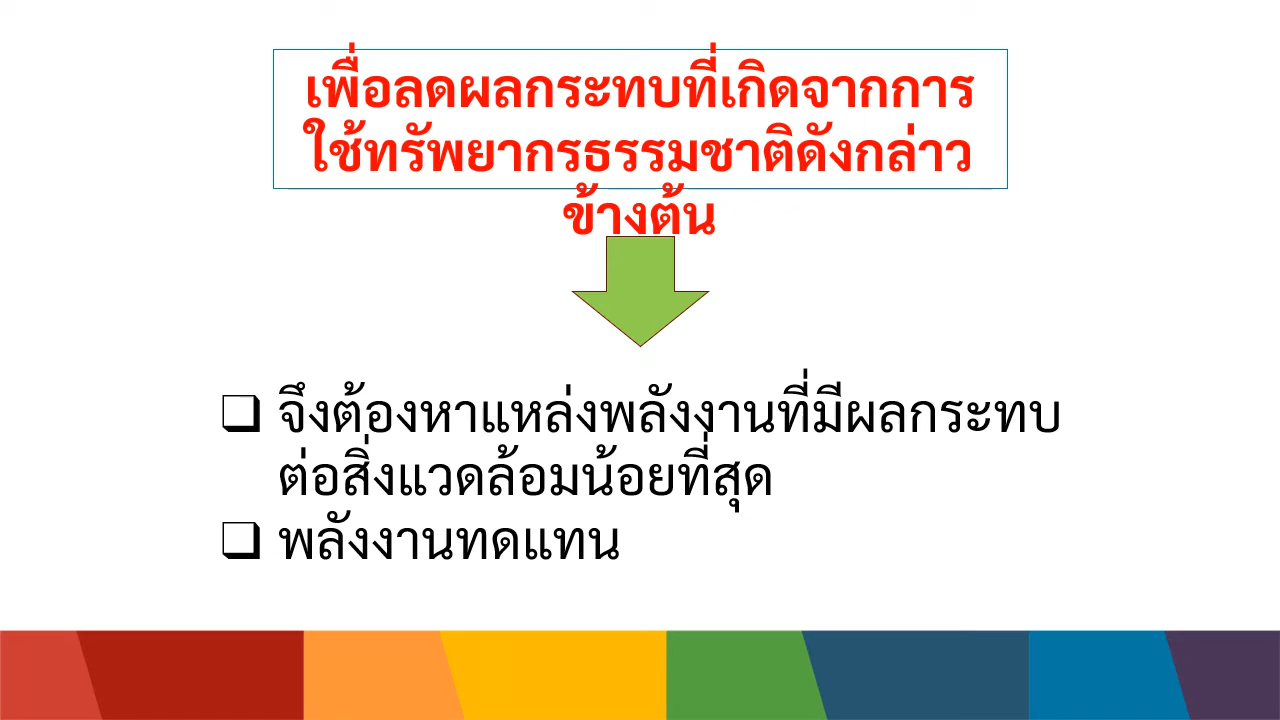 เพื่อลดผลกระทบที่เกิดจากการ
ใช้ทรัพยากรธรรมชาติดังกล่าว
ข้างต้น
❑ จึงต้องหาแหล่งพลังงานที่มีผลกระทบ
ต่อสิ่งแวดล้อมน้อยที่สุด
❑ พลังงานทดแทน